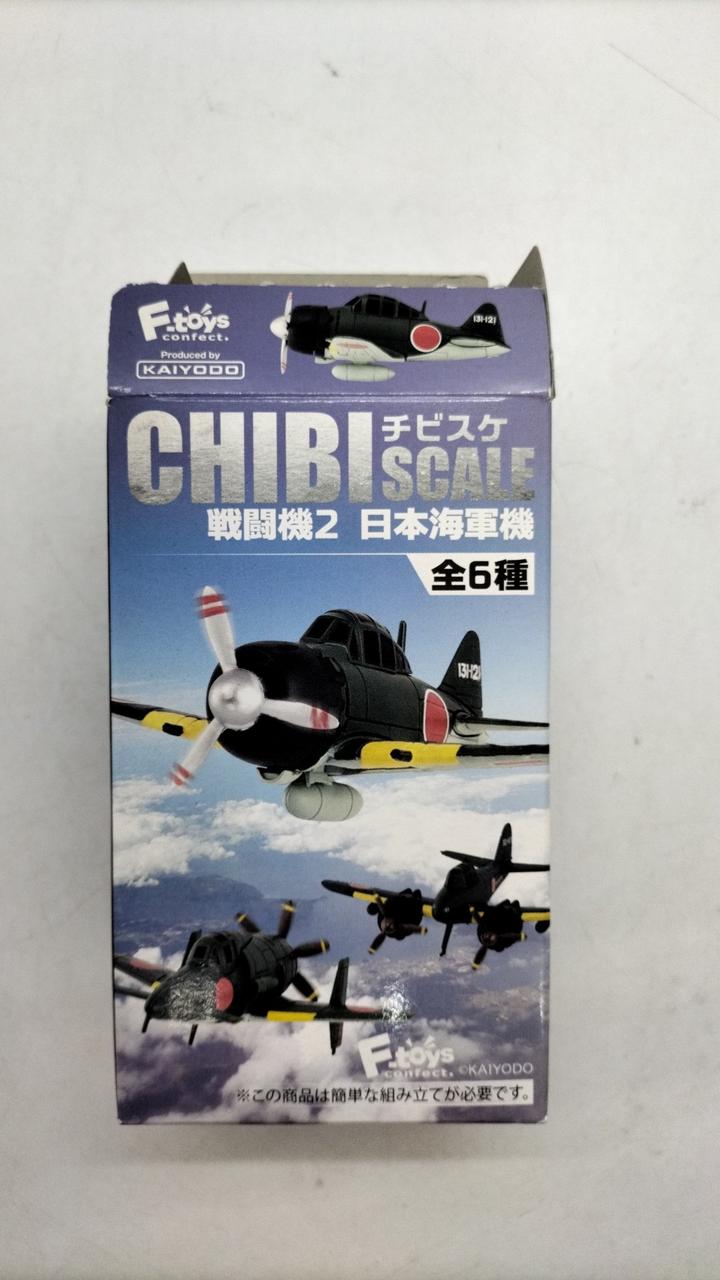 F-toys
confect.
Produced by
KAIYODO
131-121
CHIBI チビスケ
SCALE
戦闘機2 日本海軍機
全6種
131-121
F-toys
confect. ©KAIYODO
※この商品は簡単な組み立てが必要です。